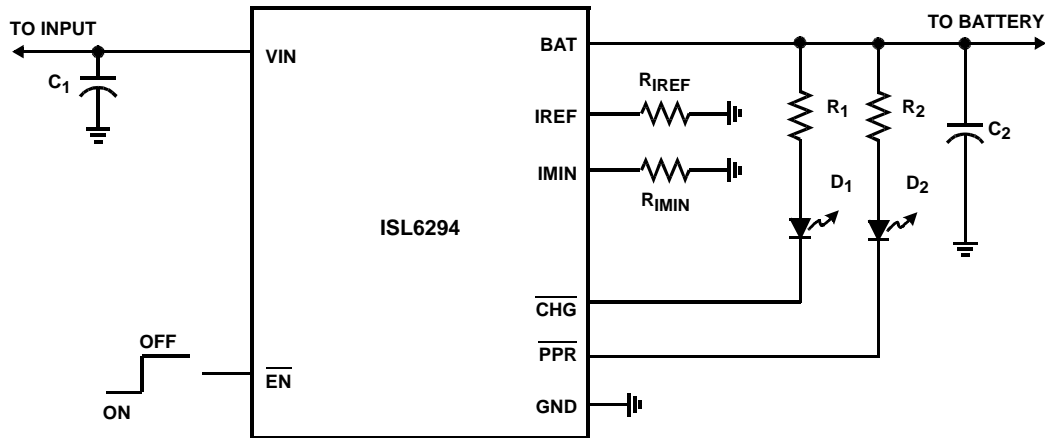 TO INPUT
TO BATTERY
VIN
BAT
C1
RIREF
IREF
R1
R2
C2
IMIN
RIMIN
D1
D2
ISL6294
CHG
OFF
PPR
EN
ON
GND